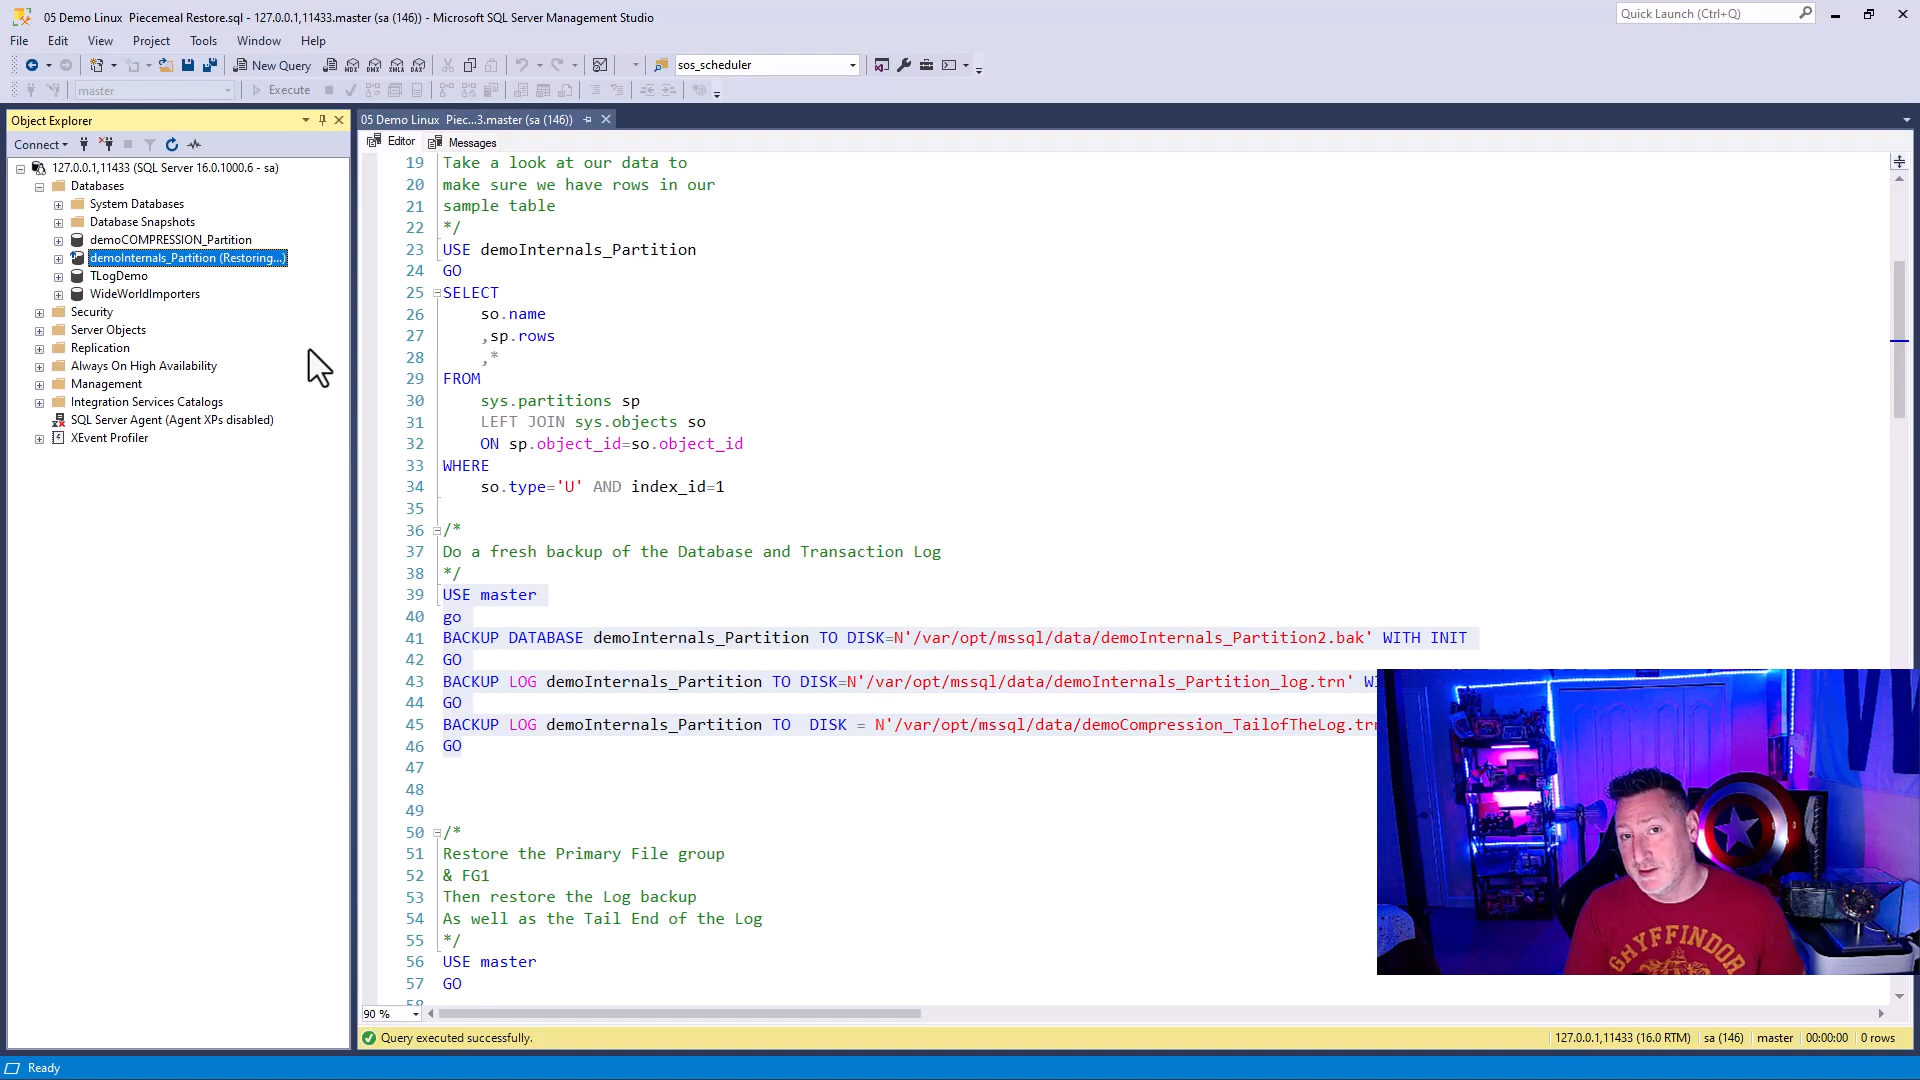 05 Demo Linux  Piecemeal Restore.sql - 127.0.0.1,11433.master (sa (146)) - Microsoft SQL Server Management Studio
Quick Launch (Ctrl+Q)
File Edit View Project Tools Window Help
New Query
MDX DMX XMLA DAX
sos_scheduler
master
Execute
Object Explorer
Connect
127.0.0.1,11433 (SQL Server 16.0.1000.6 - sa)
Databases
System Databases
Database Snapshots
demoCOMPRESSION_Partition
demoInternals_Partition (Restoring...)
TLogDemo
WideWorldImporters
Security
Server Objects
Replication
Always On High Availability
Management
Integration Services Catalogs
SQL Server Agent (Agent XPs disabled)
XEvent Profiler
05 Demo Linux  Piec...3.master (sa (146))
Editor Messages
19 Take a look at our data to
20 make sure we have rows in our
21 sample table
22 */
23 USE demoInternals_Partition
24 GO
25 SELECT
26 so.name
27 ,sp.rows
28 ,*
29 FROM
30 sys.partitions sp
31 LEFT JOIN sys.objects so
32 ON sp.object_id=so.object_id
33 WHERE
34 so.type='U' AND index_id=1
35
36 /*
37 Do a fresh backup of the Database and Transaction Log
38 */
39 USE master
40 go
41 BACKUP DATABASE demoInternals_Partition TO DISK=N'/var/opt/mssql/data/demoInternals_Partition2.bak' WITH INIT
42 GO
43 BACKUP LOG demoInternals_Partition TO DISK=N'/var/opt/mssql/data/demoInternals_Partition_log.trn'
44 GO
45 BACKUP LOG demoInternals_Partition TO  DISK = N'/var/opt/mssql/data/demoCompression_TailofTheLog.trn
46 GO
47
48
49
50 /*
51 Restore the Primary File group
52 & FG1
53 Then restore the Log backup
54 As well as the Tail End of the Log
55 */
56 USE master
57 GO
90 %
GRYFFINDOR
Query executed successfully.
127.0.0.1,11433 (16.0 RTM) sa (146) master 00:00:00 0 rows
Ready